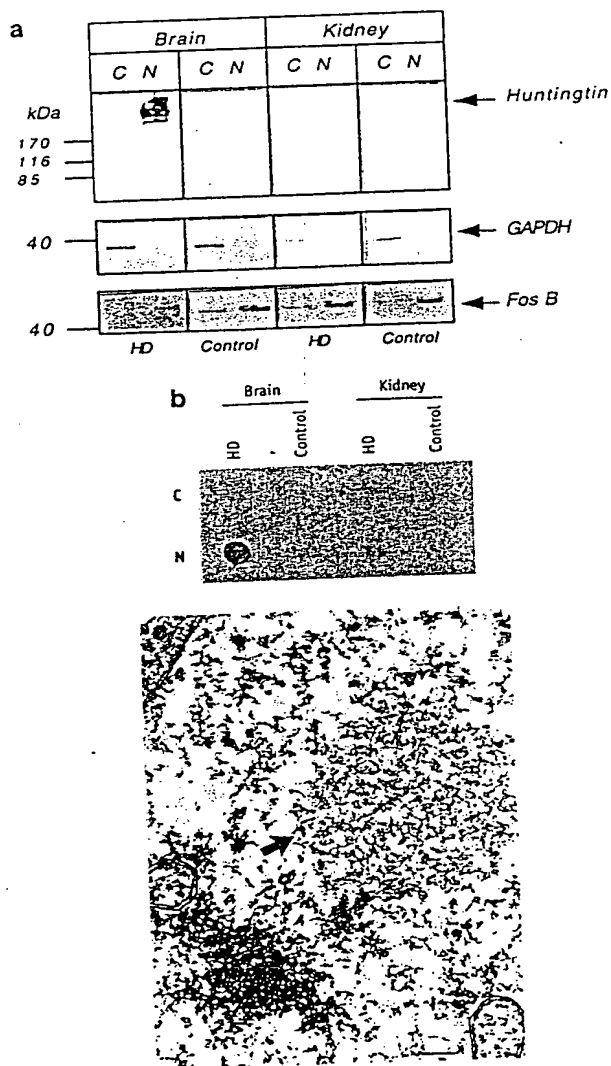 a
Brain Kidney
C N C N C N C N
kDa
Huntingtin
170
116
85
40
GAPDH
40
Fos B
HD Control HD Control
b
Brain Kidney
HD Control HD Control
C
N